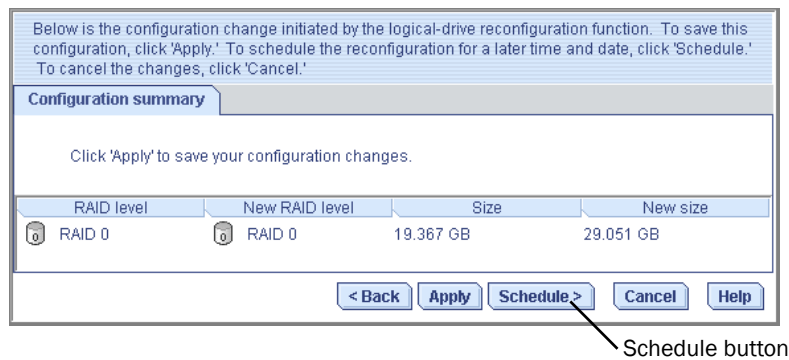 Below is the configuration change initiated by the logical-drive reconfiguration function. To save this
configuration, click 'Apply.' To schedule the reconfiguration for a later time and date, click 'Schedule.'
To cancel the changes, click 'Cancel.'
Configuration summary
Click 'Apply' to save your configuration changes.
RAID level New RAID level Size New size
0 RAID 0 0 RAID 0 19.367 GB 29.051 GB
< Back Apply Schedule > Cancel Help
Schedule button